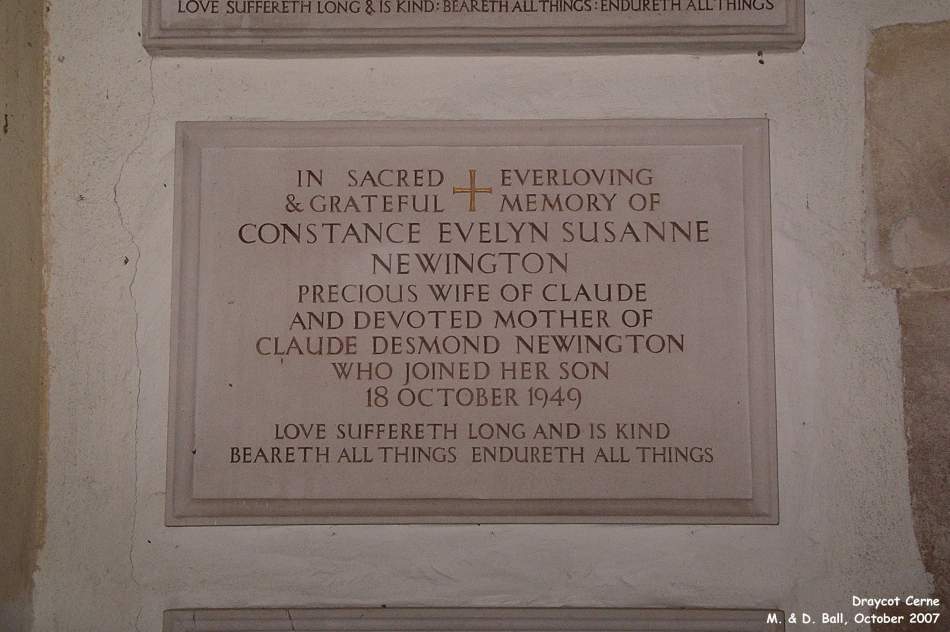 LOVE SUFFERETH LONG & IS KIND: BEARETH ALL THINGS: ENDURETH ALL THINGS
IN SACRED EVERLOVING
& GRATEFUL MEMORY OF
CONSTANCE EVELYN SUSANNE
NEWINGTON
PRECIOUS WIFE OF CLAUDE
AND DEVOTED MOTHER OF
CLAUDE DESMOND NEWINGTON
WHO JOINED HER SON
18 OCTOBER 1949
LOVE SUFFERETH LONG AND IS KIND
BEARETH ALL THINGS ENDURETH ALL THINGS
Draycot Cerne
M. & D. Ball, October 2007